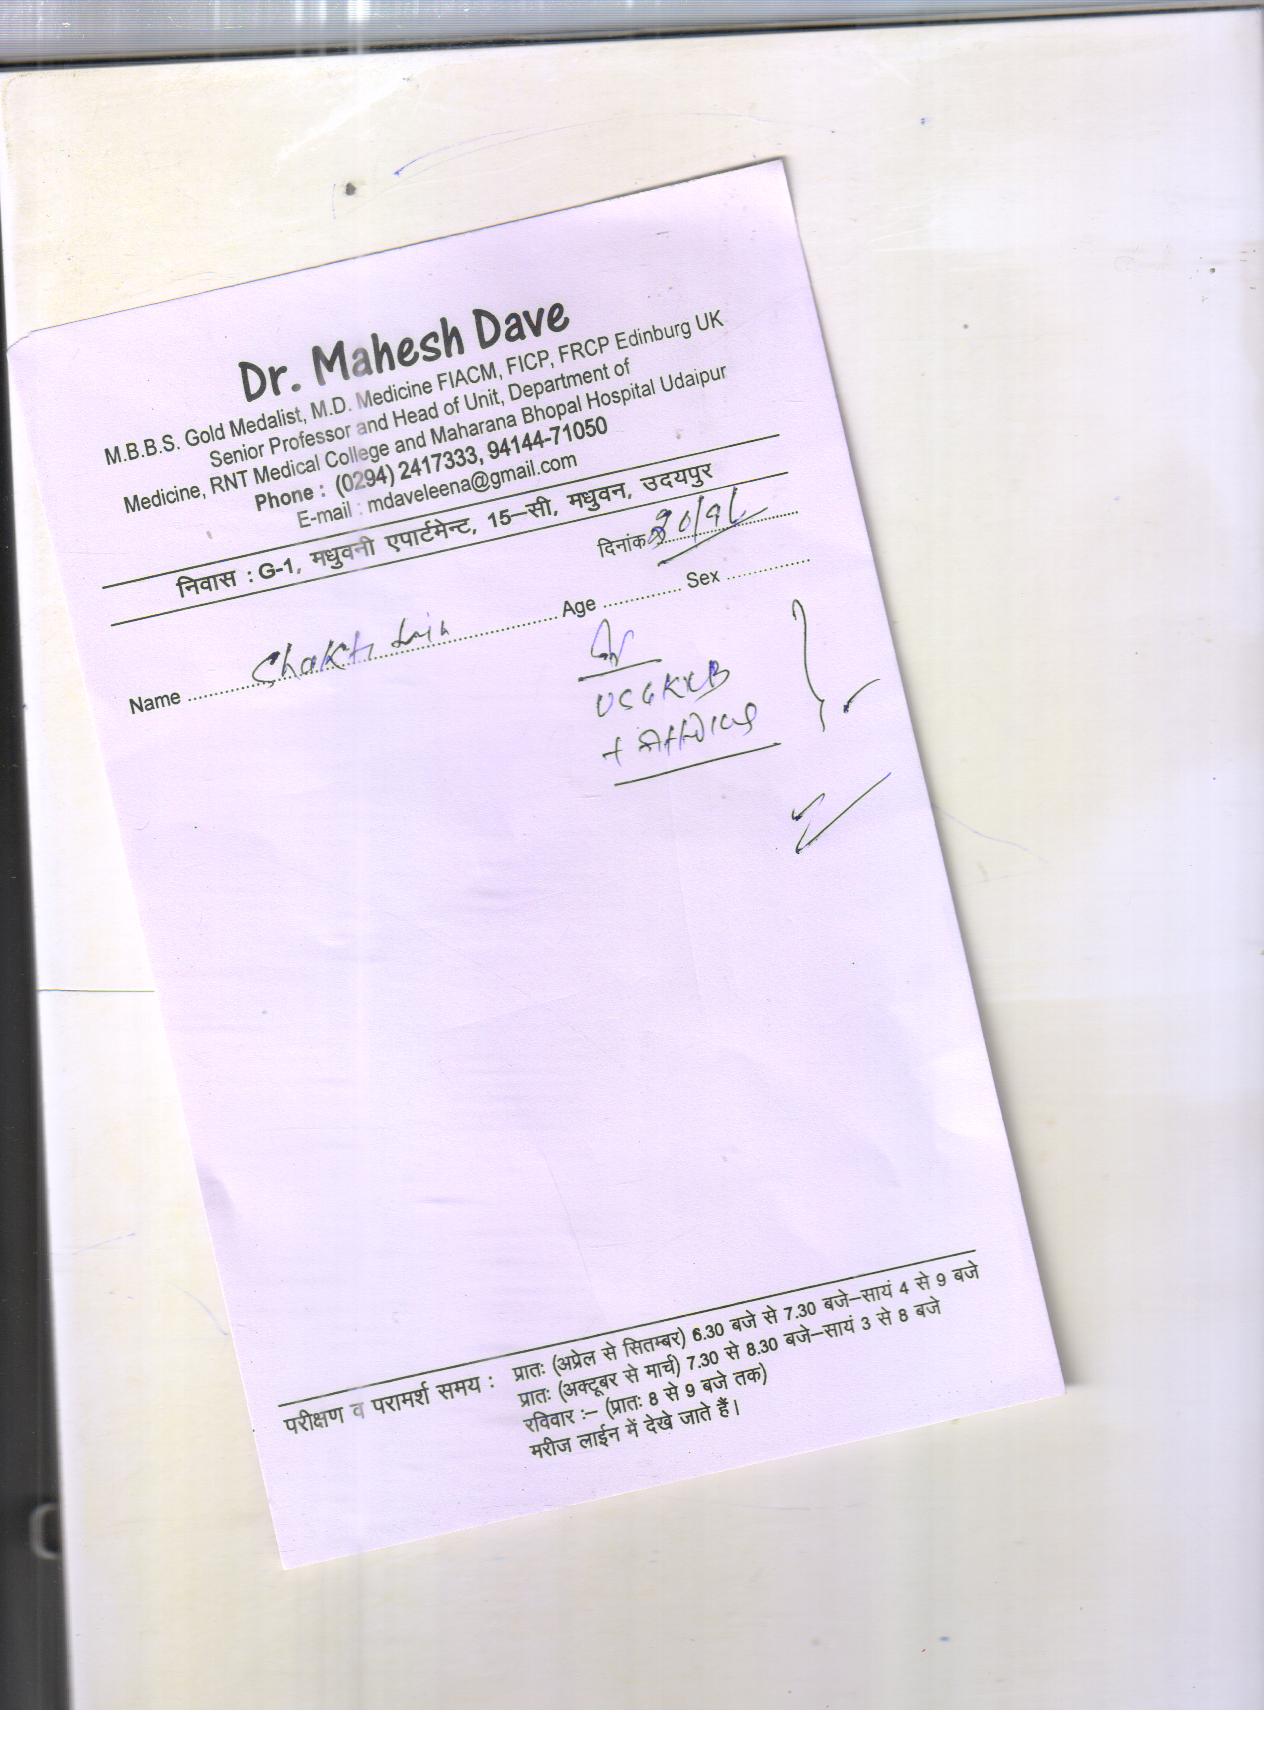 Dr. Mahesh Dave
M.B.B.S. Gold Medalist, M.D. Medicine FIACM, FICP, FRCP Edinburg UK
Senior Professor and Head of Unit, Department of
Medicine, RNT Medical College and Maharana Bhopal Hospital Udaipur
Phone : (0294) 2417333, 94144-71050
E-mail : mdaveleena@gmail.com
निवास : G-1, मधुवनी एपार्टमेन्ट, 15–सी, मधुवन, उदयपुर
दिनांक
Name Shakti Jain Age Sex
USG KUB
+
परीक्षण व परामर्श समय : प्रातः (अप्रेल से सितम्बर) 6.30 बजे से 7.30 बजे–सायं 4 से 9 बजे
प्रातः (अक्टूबर से मार्च) 7.30 से 8.30 बजे–सायं 3 से 8 बजे
रविवार :– (प्रातः 8 से 9 बजे तक)
मरीज लाईन में देखे जाते हैं।